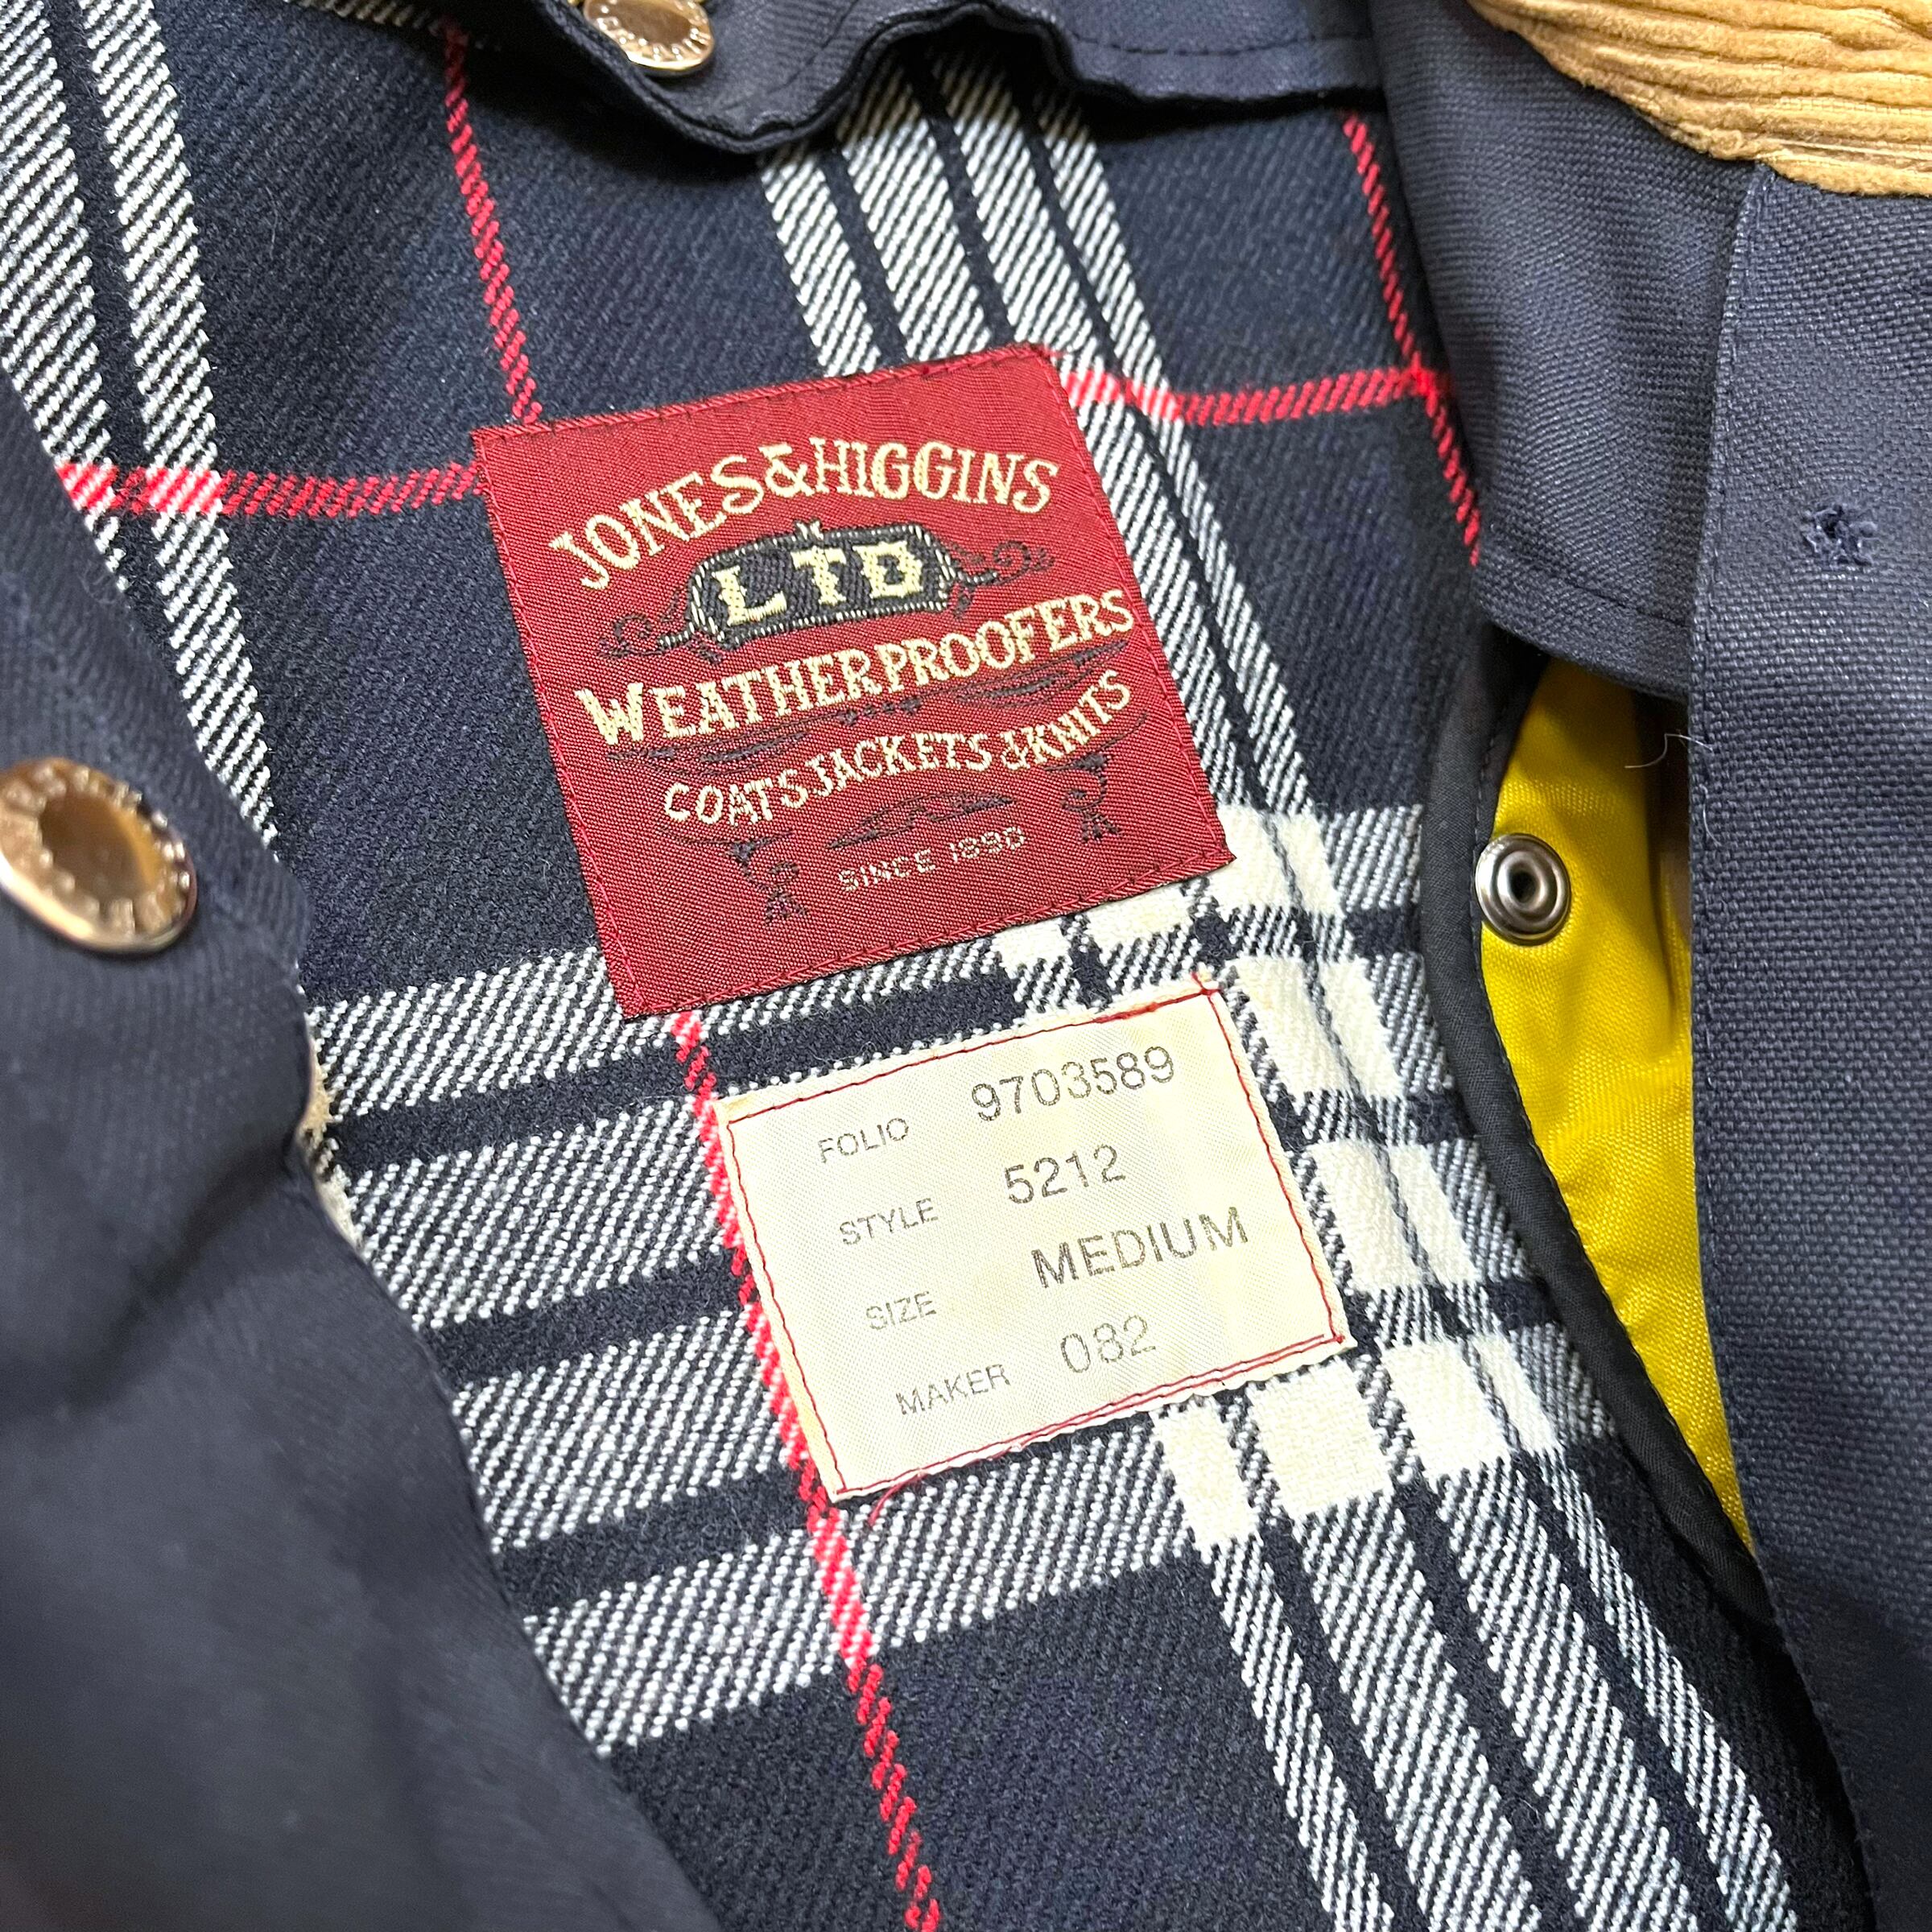 JONES & HIGGINS
LTD
WEATHERPROOFERS
COATS JACKETS & KNITS
SINCE 1890
FOLIO 9703589
STYLE 5212
SIZE MEDIUM
MAKER 082